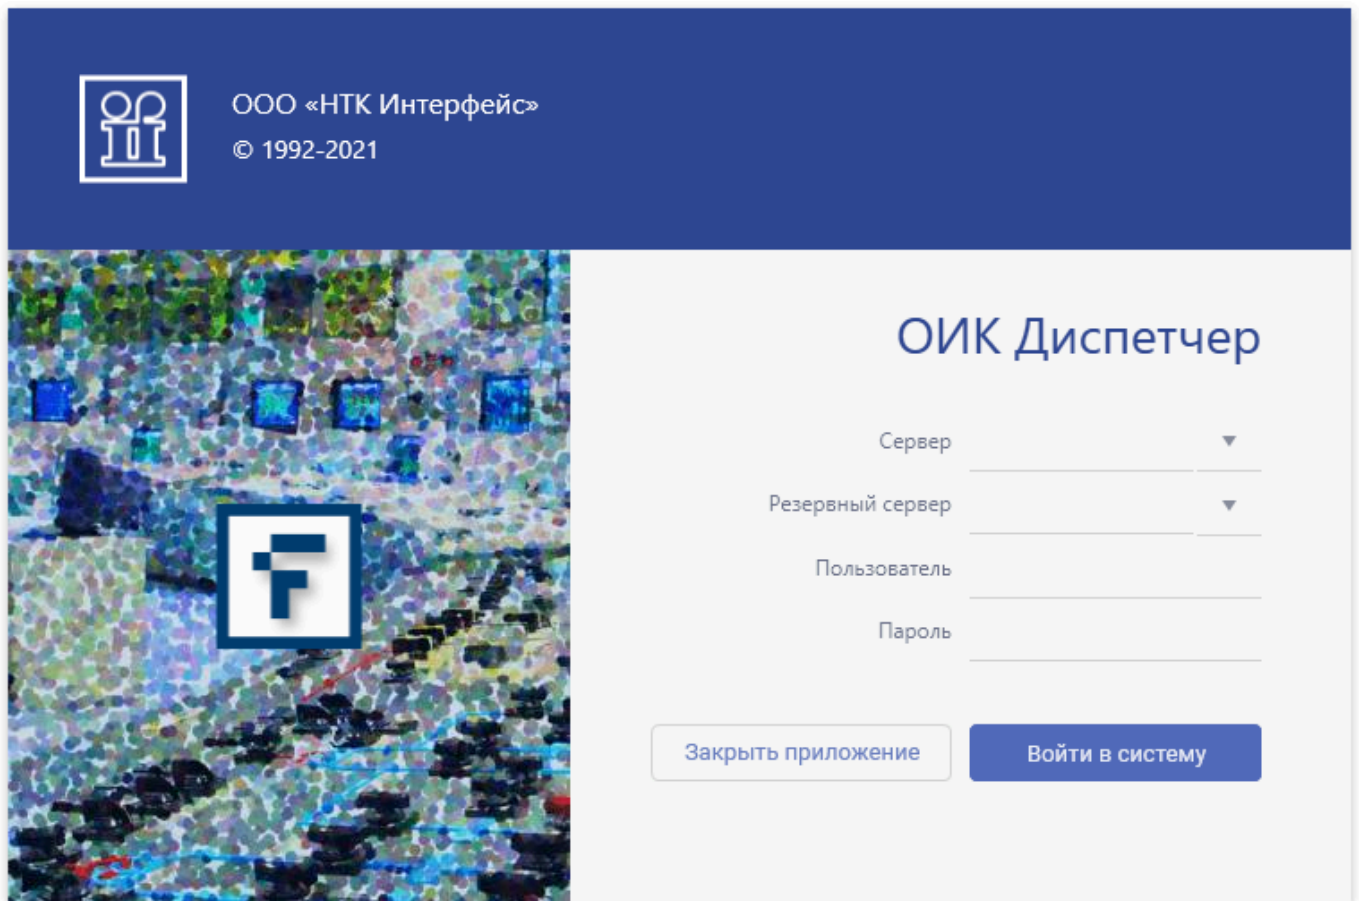 ООО «НТК Интерфейс»
© 1992-2021
ОИК Диспетчер
Сервер
Резервный сервер
Пользователь
Пароль
Закрыть приложение
Войти в систему